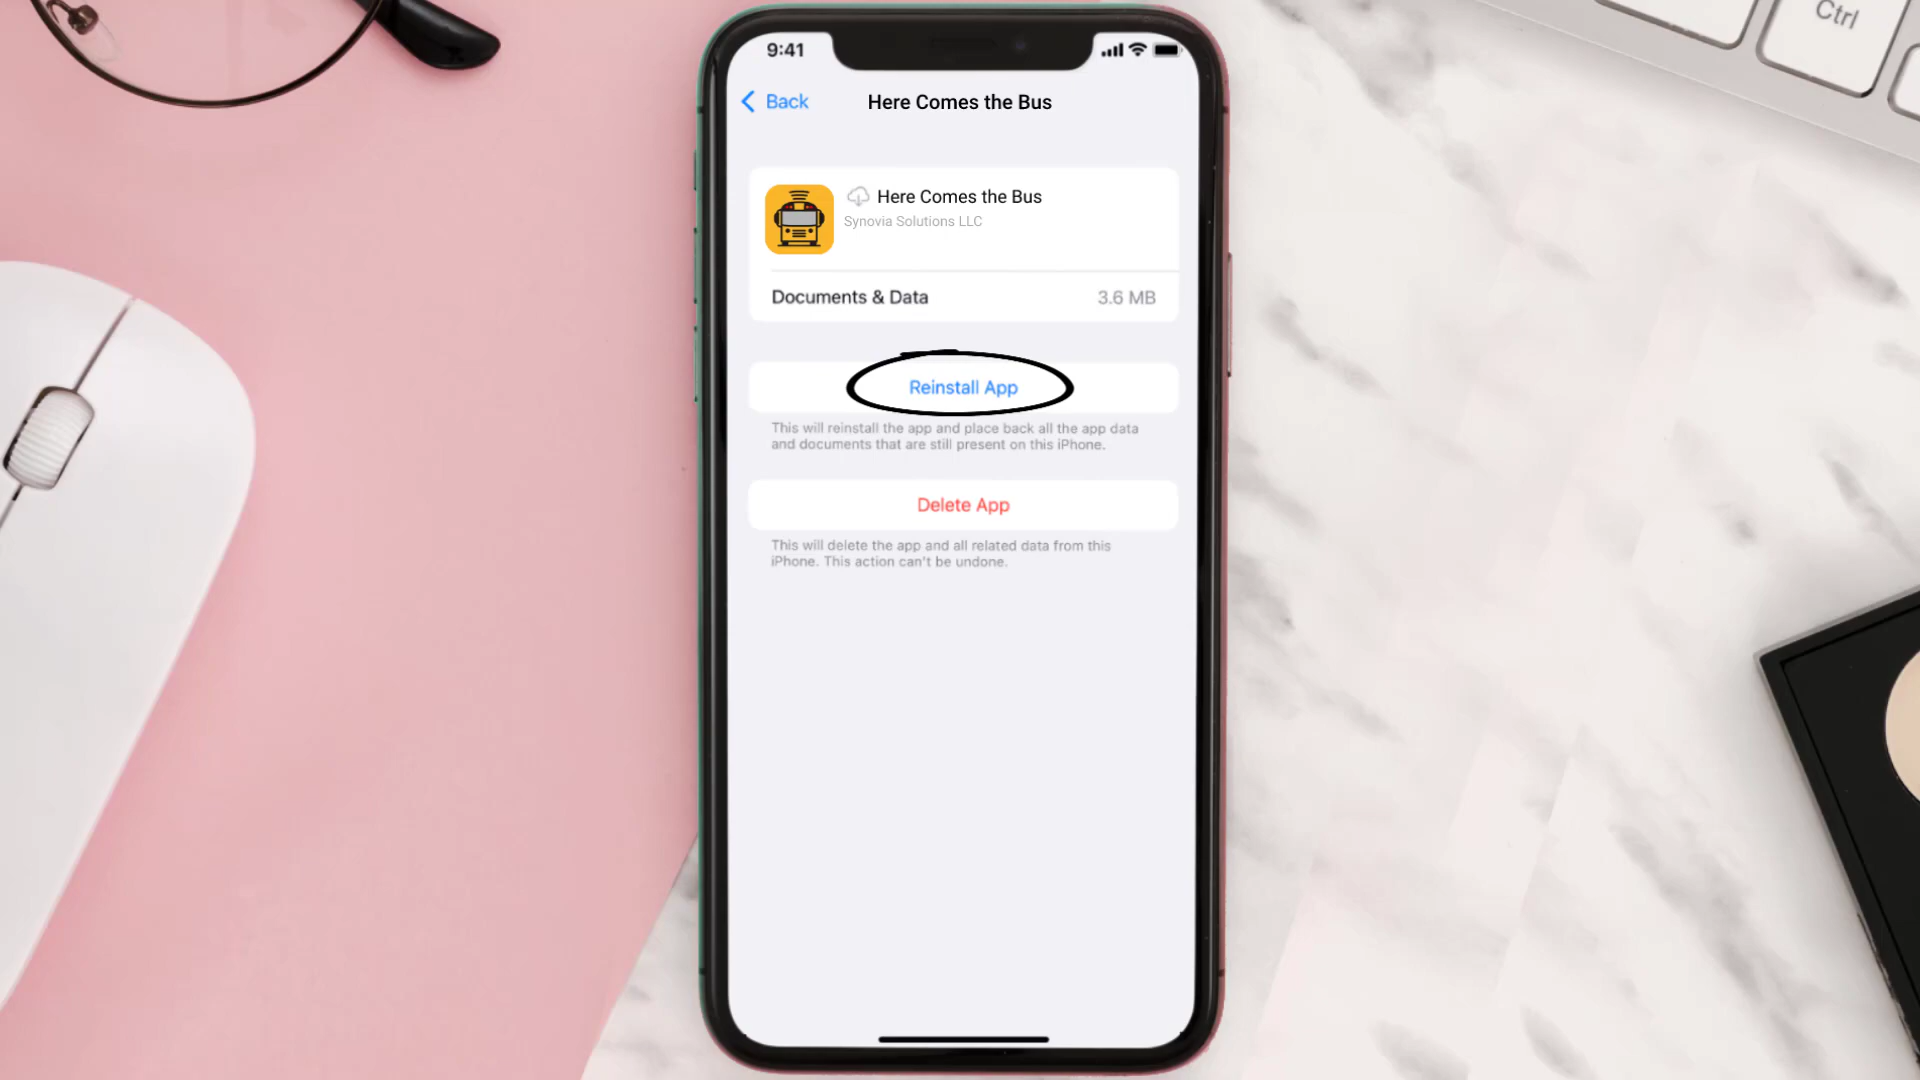 Ctrl
9:41
Back
Here Comes the Bus
Here Comes the Bus
Synovia Solutions LLC
Documents & Data 3.6 MB
Reinstall App
This will reinstall the app and place back all the app data
and documents that are still present on this iPhone.
Delete App
This will delete the app and all related data from this
iPhone. This action can't be undone.